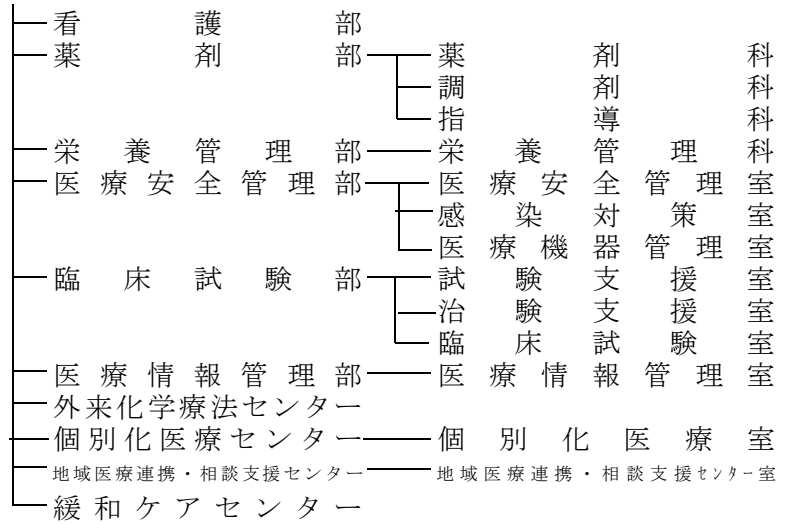 看護部
薬剤部 薬剤科
調剤科
指導科
栄養管理部 栄養管理科
医療安全管理部 医療安全管理室
感染対策室
医療機器管理室
臨床試験部 試験支援室
治験支援室
臨床試験室
医療情報管理部 医療情報管理室
外来化学療法センター
個別化医療センター 個別化医療室
地域医療連携・相談支援センター 地域医療連携・相談支援センター室
緩和ケアセンター